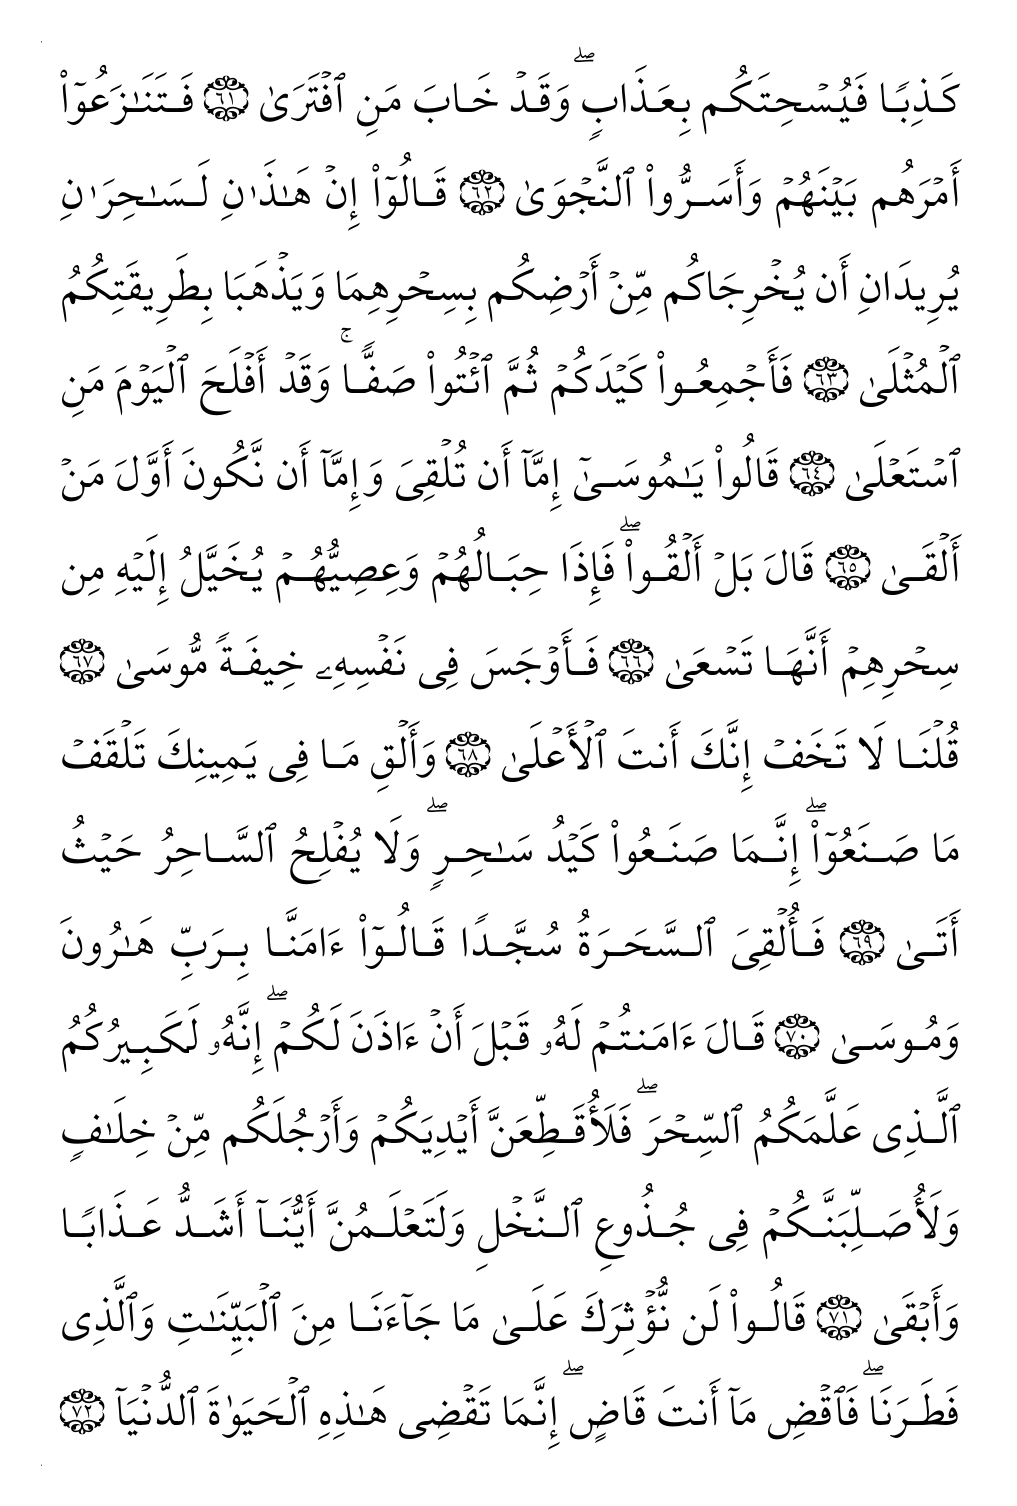 كَذِبٗا فَيُسۡحِتَكُم بِعَذَابٖۖ وَقَدۡ خَابَ مَنِ ٱفۡتَرَىٰ ٦١ فَتَنَٰزَعُوٓاْ
أَمۡرَهُم بَيۡنَهُمۡ وَأَسَرُّواْ ٱلنَّجۡوَىٰ ٦٢ قَالُوٓاْ إِنۡ هَٰذَٰنِ لَسَٰحِرَٰنِ
يُرِيدَانِ أَن يُخۡرِجَاكُم مِّنۡ أَرۡضِكُم بِسِحۡرِهِمَا وَيَذۡهَبَا بِطَرِيقَتِكُمُ
ٱلۡمُثۡلَىٰ ٦٣ فَأَجۡمِعُواْ كَيۡدَكُمۡ ثُمَّ ٱئۡتُواْ صَفّٗاۚ وَقَدۡ أَفۡلَحَ ٱلۡيَوۡمَ مَنِ
ٱسۡتَعۡلَىٰ ٦٤ قَالُواْ يَٰمُوسَىٰٓ إِمَّآ أَن تُلۡقِيَ وَإِمَّآ أَن نَّكُونَ أَوَّلَ مَنۡ
أَلۡقَىٰ ٦٥ قَالَ بَلۡ أَلۡقُواْۖ فَإِذَا حِبَالُهُمۡ وَعِصِيُّهُمۡ يُخَيَّلُ إِلَيۡهِ مِن
سِحۡرِهِمۡ أَنَّهَا تَسۡعَىٰ ٦٦ فَأَوۡجَسَ فِي نَفۡسِهِۦ خِيفَةٗ مُّوسَىٰ ٦٧
قُلۡنَا لَا تَخَفۡ إِنَّكَ أَنتَ ٱلۡأَعۡلَىٰ ٦٨ وَأَلۡقِ مَا فِي يَمِينِكَ تَلۡقَفۡ
مَا صَنَعُوٓاْۖ إِنَّمَا صَنَعُواْ كَيۡدُ سَٰحِرٖۖ وَلَا يُفۡلِحُ ٱلسَّاحِرُ حَيۡثُ
أَتَىٰ ٦٩ فَأُلۡقِيَ ٱلسَّحَرَةُ سُجَّدٗا قَالُوٓاْ ءَامَنَّا بِرَبِّ هَٰرُونَ
وَمُوسَىٰ ٧٠ قَالَ ءَامَنتُمۡ لَهُۥ قَبۡلَ أَنۡ ءَاذَنَ لَكُمۡۖ إِنَّهُۥ لَكَبِيرُكُمُ
ٱلَّذِي عَلَّمَكُمُ ٱلسِّحۡرَۖ فَلَأُقَطِّعَنَّ أَيۡدِيَكُمۡ وَأَرۡجُلَكُم مِّنۡ خِلَٰفٖ
وَلَأُصَلِّبَنَّكُمۡ فِي جُذُوعِ ٱلنَّخۡلِ وَلَتَعۡلَمُنَّ أَيُّنَآ أَشَدُّ عَذَابٗا
وَأَبۡقَىٰ ٧١ قَالُواْ لَن نُّؤۡثِرَكَ عَلَىٰ مَا جَآءَنَا مِنَ ٱلۡبَيِّنَٰتِ وَٱلَّذِي
فَطَرَنَاۖ فَٱقۡضِ مَآ أَنتَ قَاضٍۖ إِنَّمَا تَقۡضِي هَٰذِهِ ٱلۡحَيَوٰةَ ٱلدُّنۡيَآ ٧٢